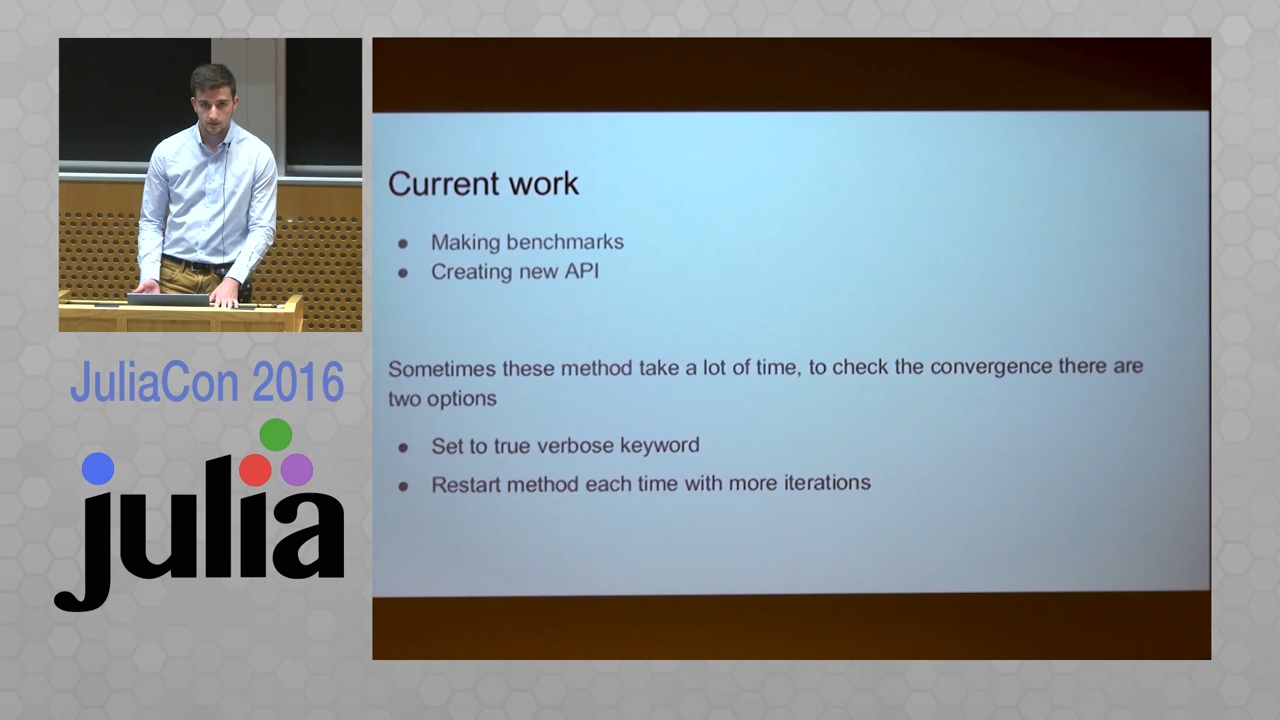 JuliaCon 2016
julia
Current work
● Making benchmarks
● Creating new API
Sometimes these method take a lot of time, to check the convergence there are
two options
● Set to true verbose keyword
● Restart method each time with more iterations